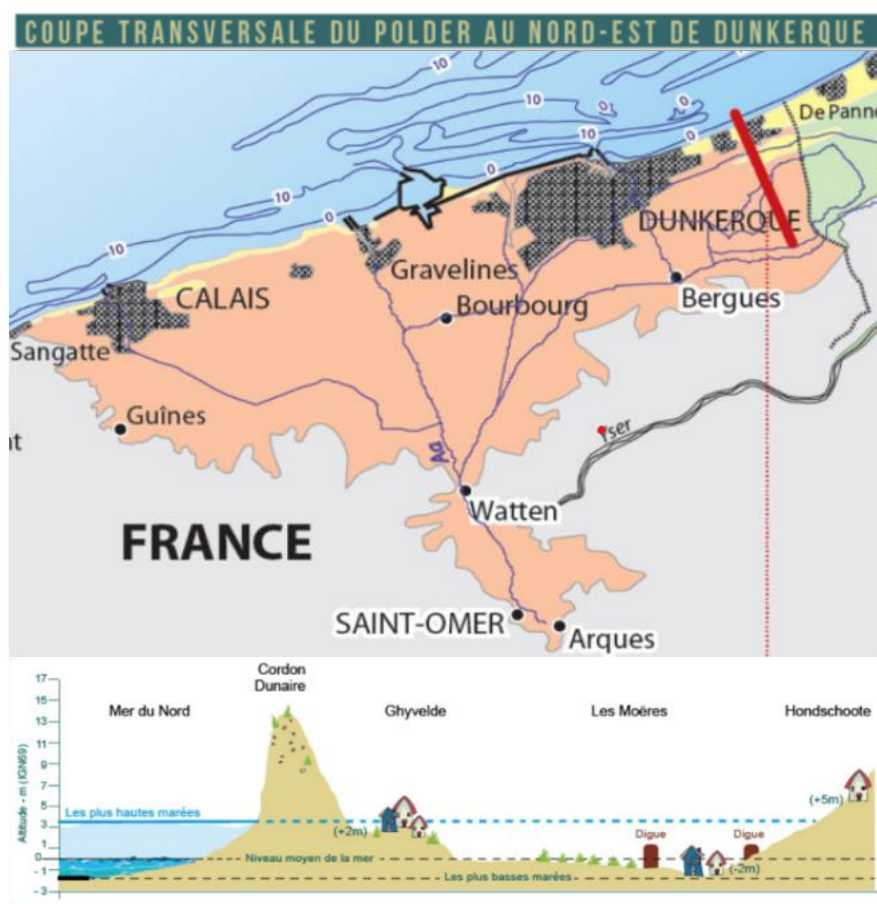 COUPE TRANSVERSALE DU POLDER AU NORD-EST DE DUNKERQUE
10
10
10
0
De Panne
10
0
0
10
0
DUNKERQUE
10
0
Gravelines
CALAIS
Bourbourg
Bergues
Sangatte
Guînes
Yser
nt
Aa
Watten
FRANCE
SAINT-OMER
Arques
Cordon
Dunaire
Mer du Nord
Ghyvelde
Les Moëres
Hondschoote
Altitude - m (IGN69)
17
15
13
11
9
7
5
3
1
0
- 1
- 3
Les plus hautes marées
(+2m)
(+5m)
Digue
Digue
Niveau moyen de la mer
(-2m)
Les plus basses marées